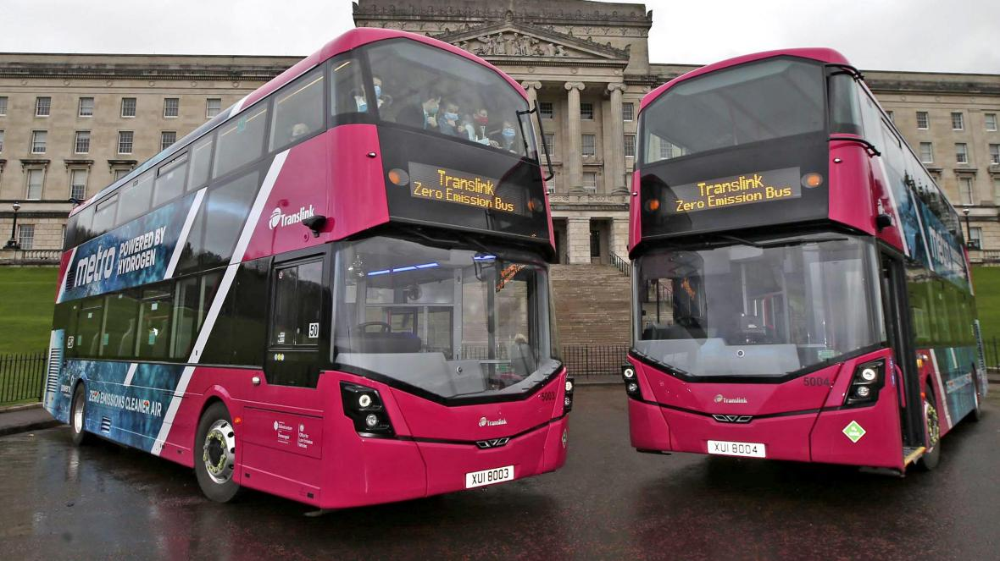 Translink
Zero Emission Bus
Translink
metro
POWERED BY
HYDROGEN
50
ZERO EMISSIONS CLEANER AIR
5003
Translink
XUI 8003
Translink
Zero Emission Bus
metro
5004
Translink
XUI 8004